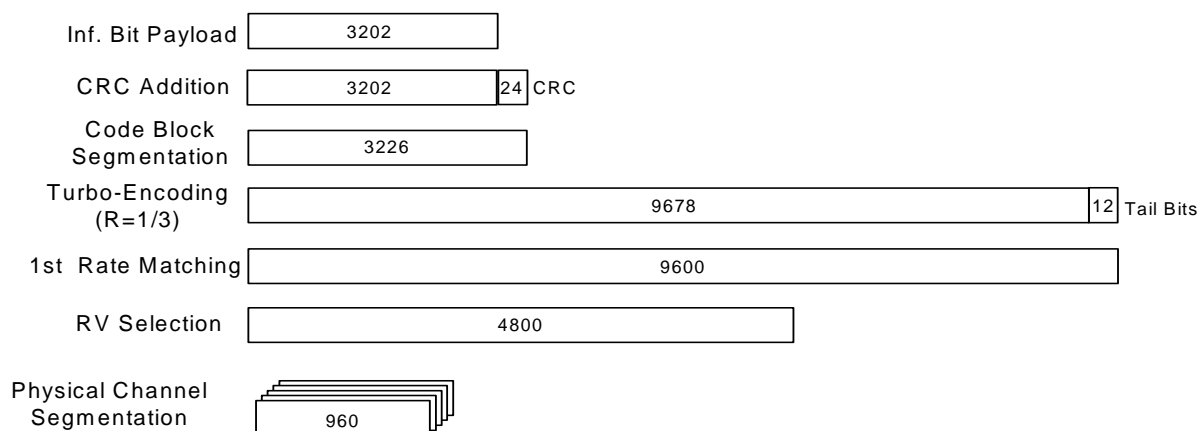 Inf. Bit Payload
3202
CRC Addition
3202
24
CRC
Code Block
Segmentation
3226
Turbo-Encoding
(R=1/3)
9678
12
Tail Bits
1st Rate Matching
9600
RV Selection
4800
Physical Channel
Segmentation
960